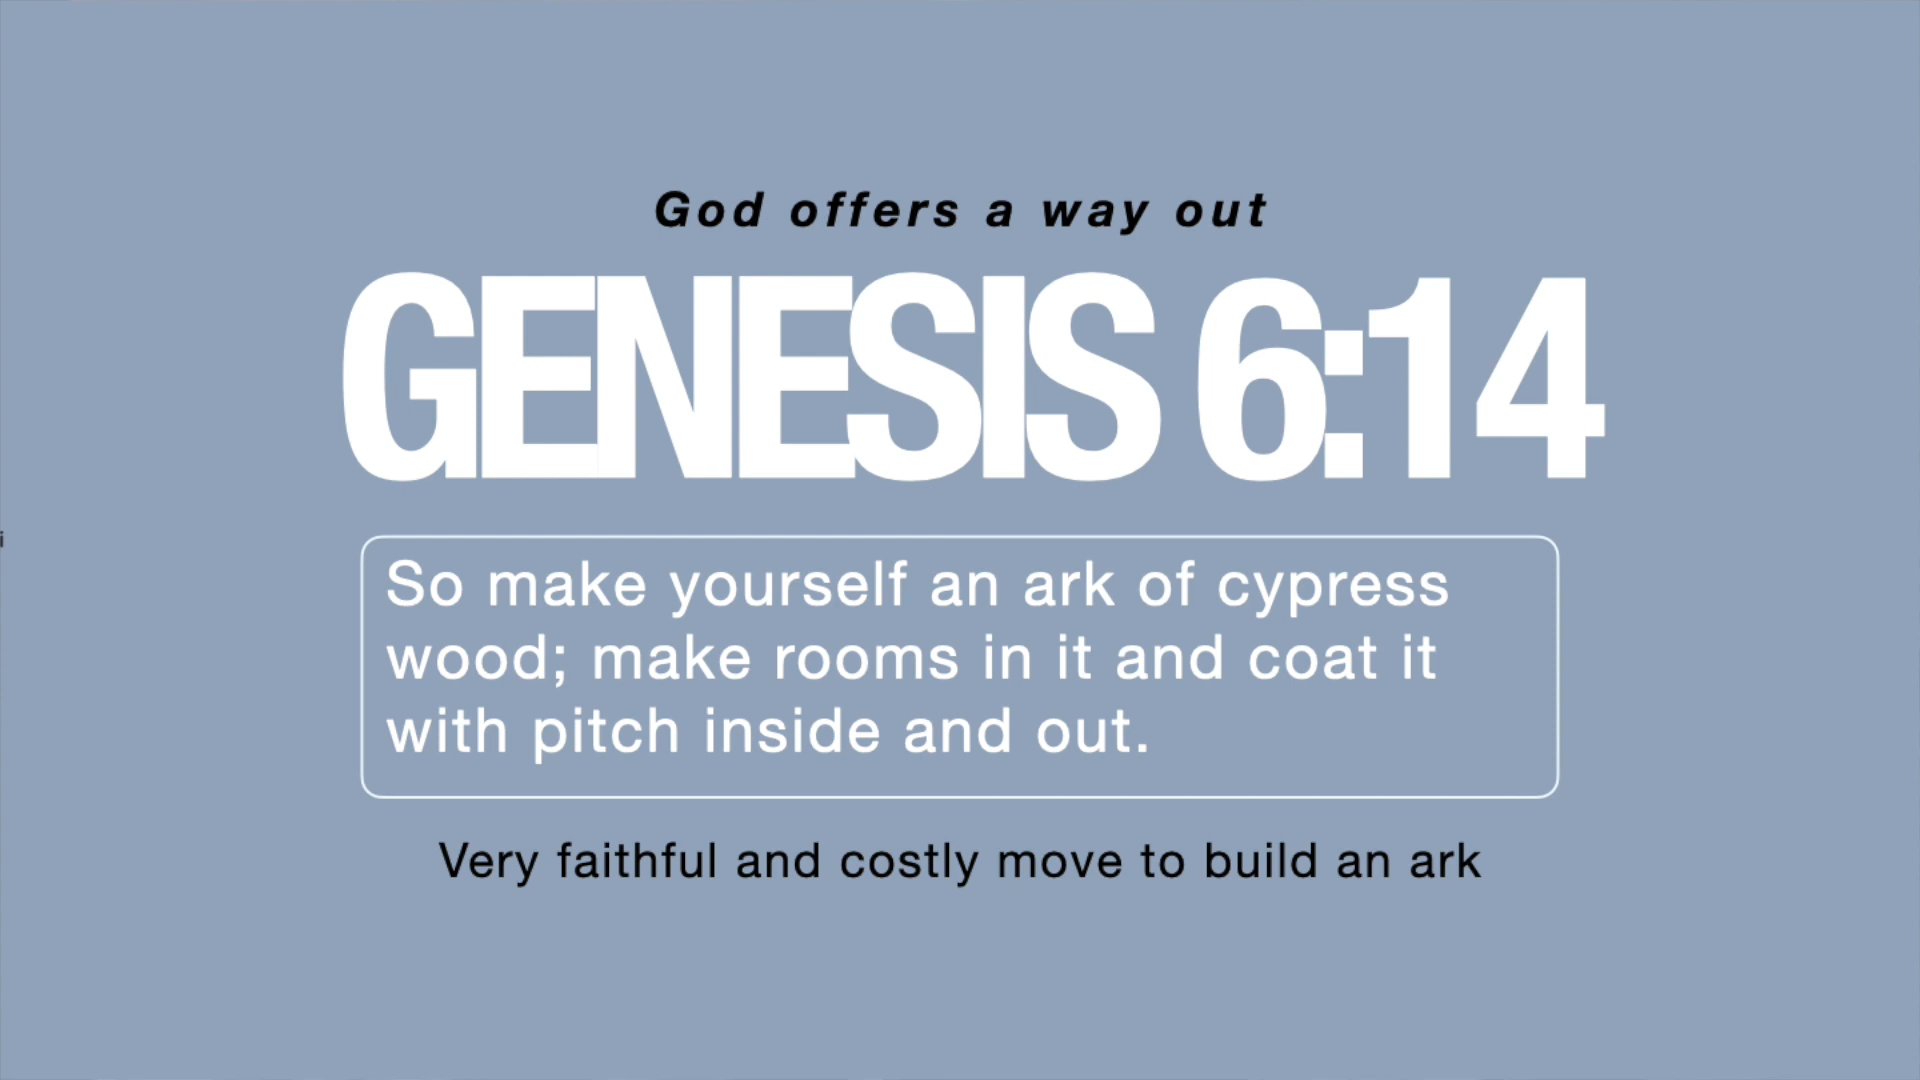 God offers a way out
GENESIS 6:14
So make yourself an ark of cypress
wood; make rooms in it and coat it
with pitch inside and out.
Very faithful and costly move to build an ark